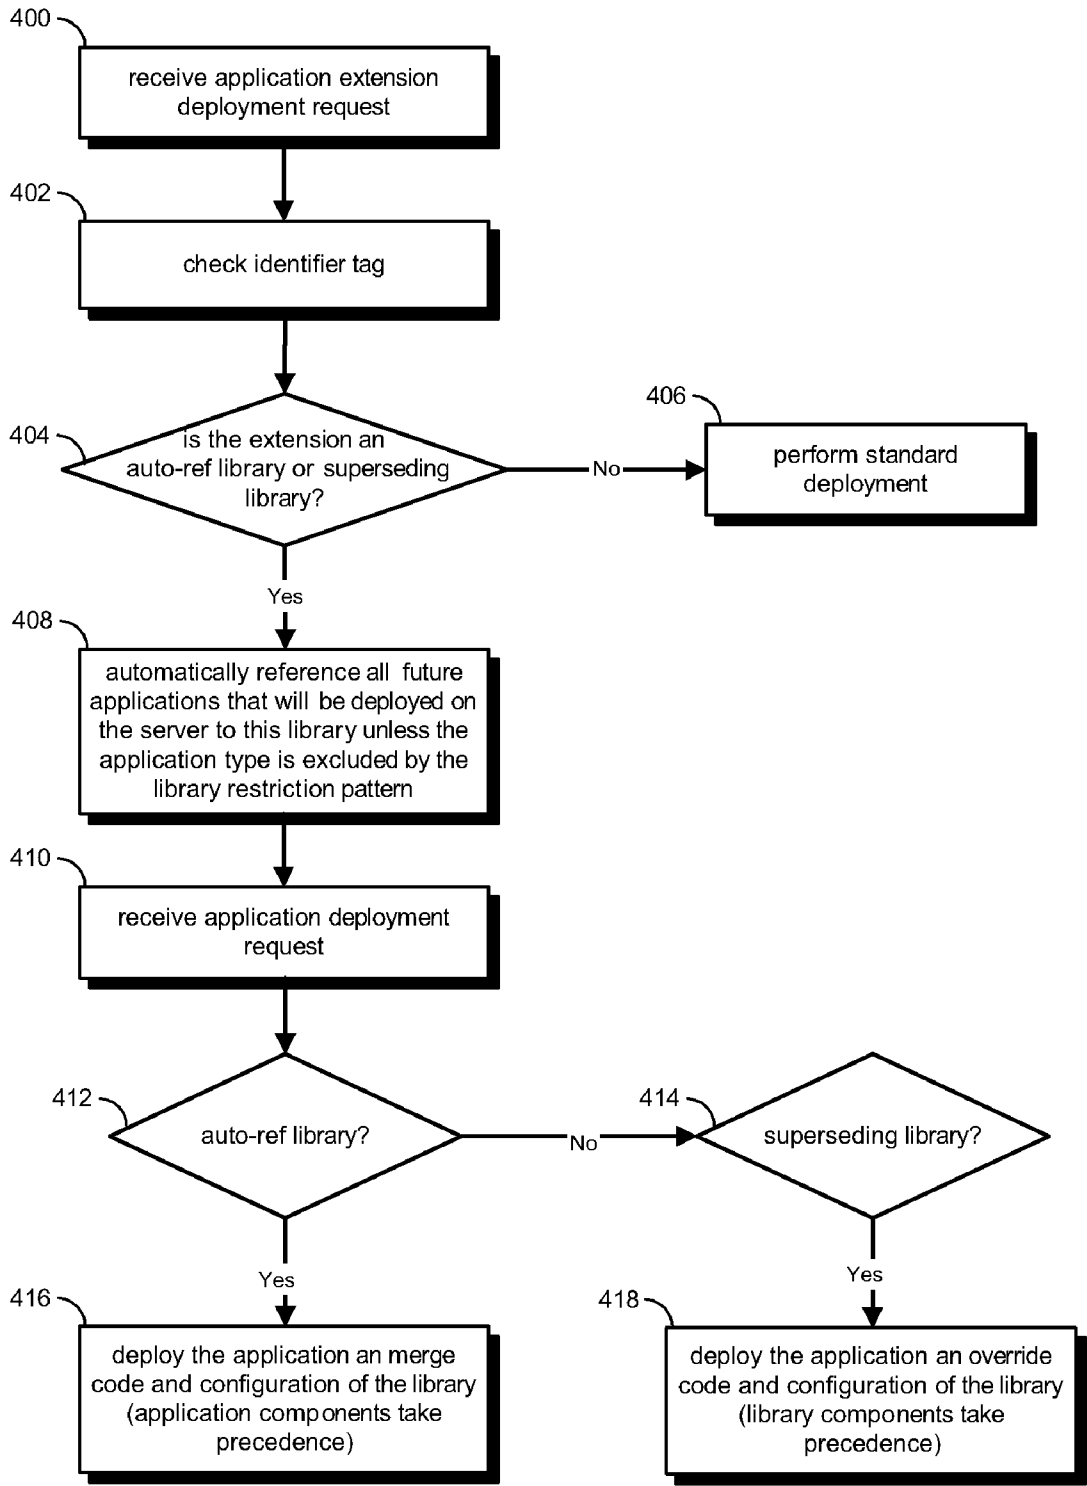 400
receive application extension
deployment request
402
check identifier tag
404
is the extension an
auto-ref library or superseding
library?
No
406
perform standard
deployment
Yes
408
automatically reference all future
applications that will be deployed on
the server to this library unless the
application type is excluded by the
library restriction pattern
410
receive application deployment
request
412
auto-ref library?
No
414
superseding library?
Yes
Yes
416
deploy the application an merge
code and configuration of the library
(application components take
precedence)
418
deploy the application an override
code and configuration of the library
(library components take
precedence)